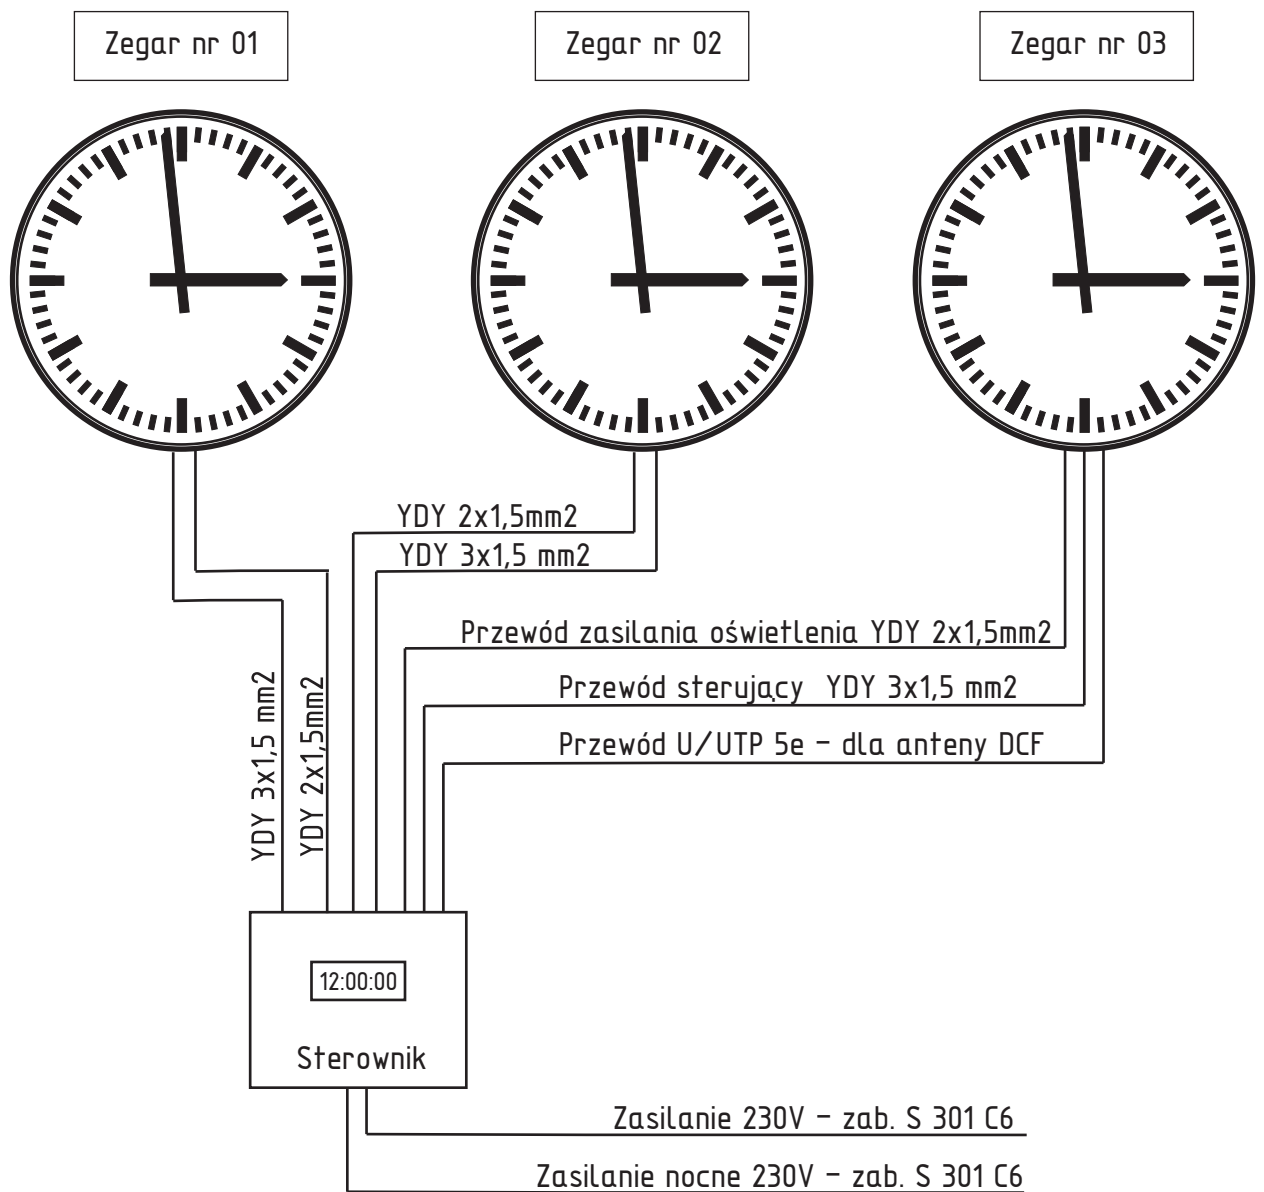 Zegar nr 01
Zegar nr 02
Zegar nr 03
YDY 2x1,5mm2
YDY 3x1,5 mm2
Przewód zasilania oświetlenia YDY 2x1,5mm2
Przewód sterujący YDY 3x1,5 mm2
Przewód U/UTP 5e - dla anteny DCF
YDY 3x1,5 mm2
YDY 2x1,5mm2
12:00:00
Sterownik
Zasilanie 230V - zab. S 301 C6
Zasilanie nocne 230V - zab. S 301 C6